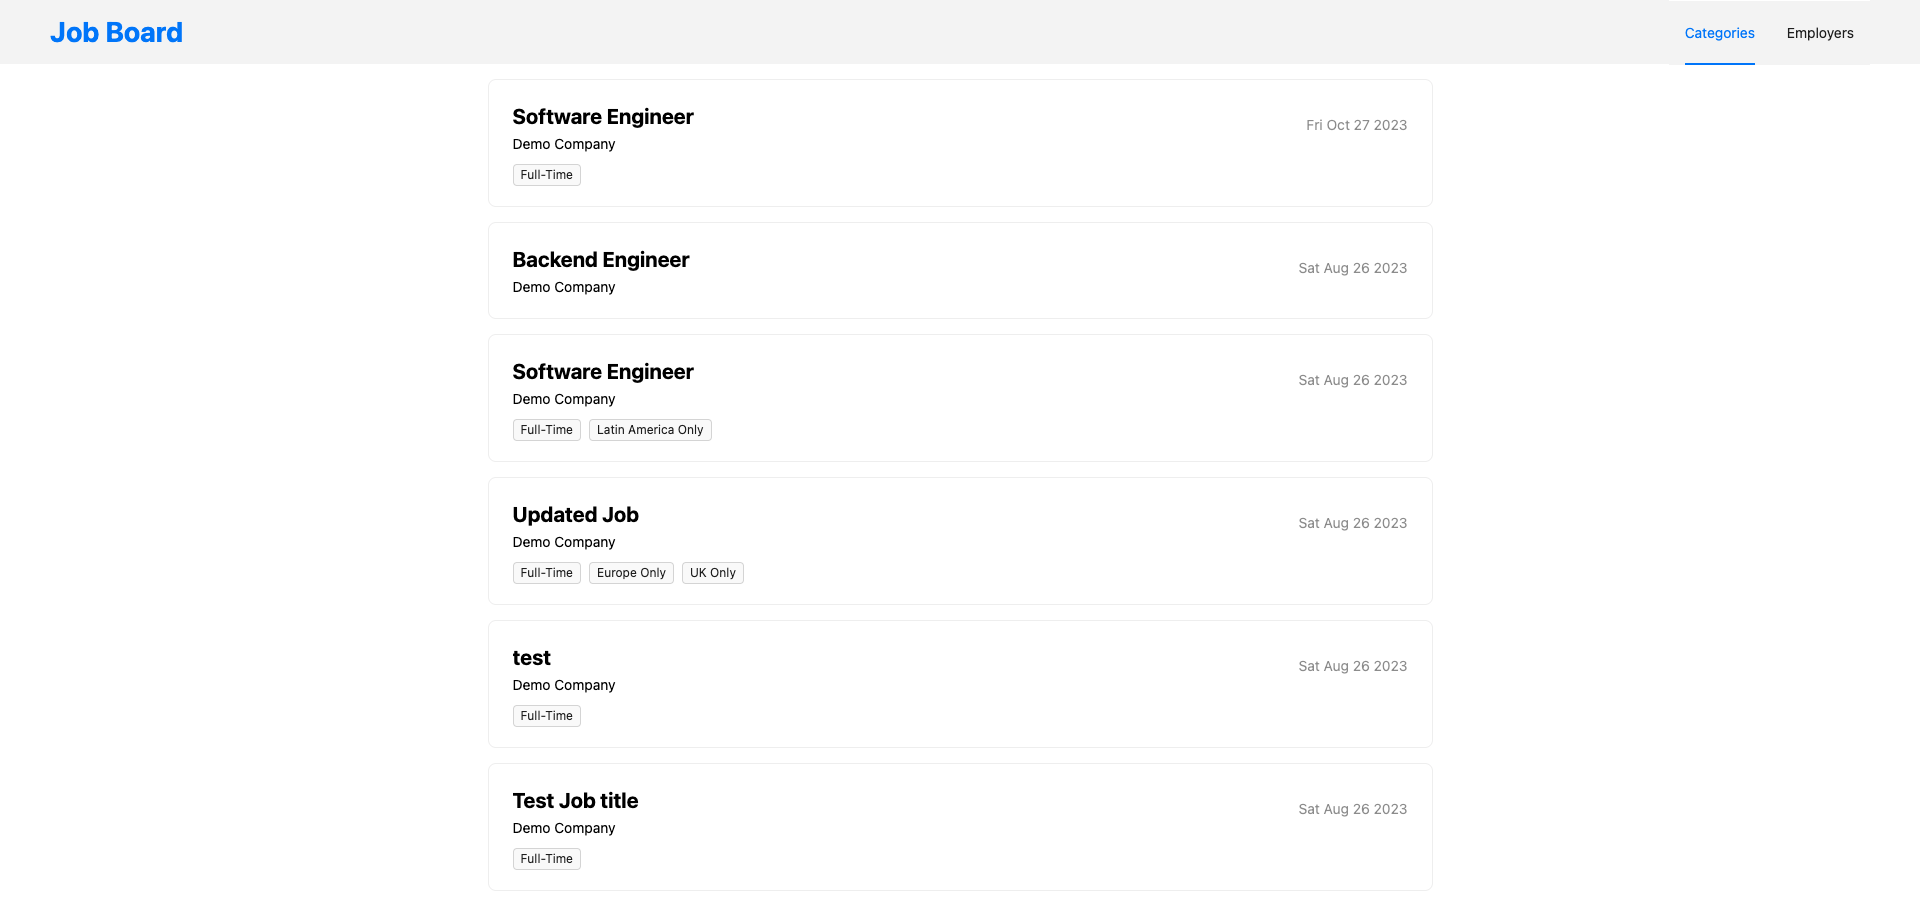 Job Board
Categories Employers
Software Engineer
Fri Oct 27 2023
Demo Company
Full-Time
Backend Engineer
Sat Aug 26 2023
Demo Company
Software Engineer
Sat Aug 26 2023
Demo Company
Full-Time Latin America Only
Updated Job
Sat Aug 26 2023
Demo Company
Full-Time Europe Only UK Only
test
Sat Aug 26 2023
Demo Company
Full-Time
Test Job title
Sat Aug 26 2023
Demo Company
Full-Time